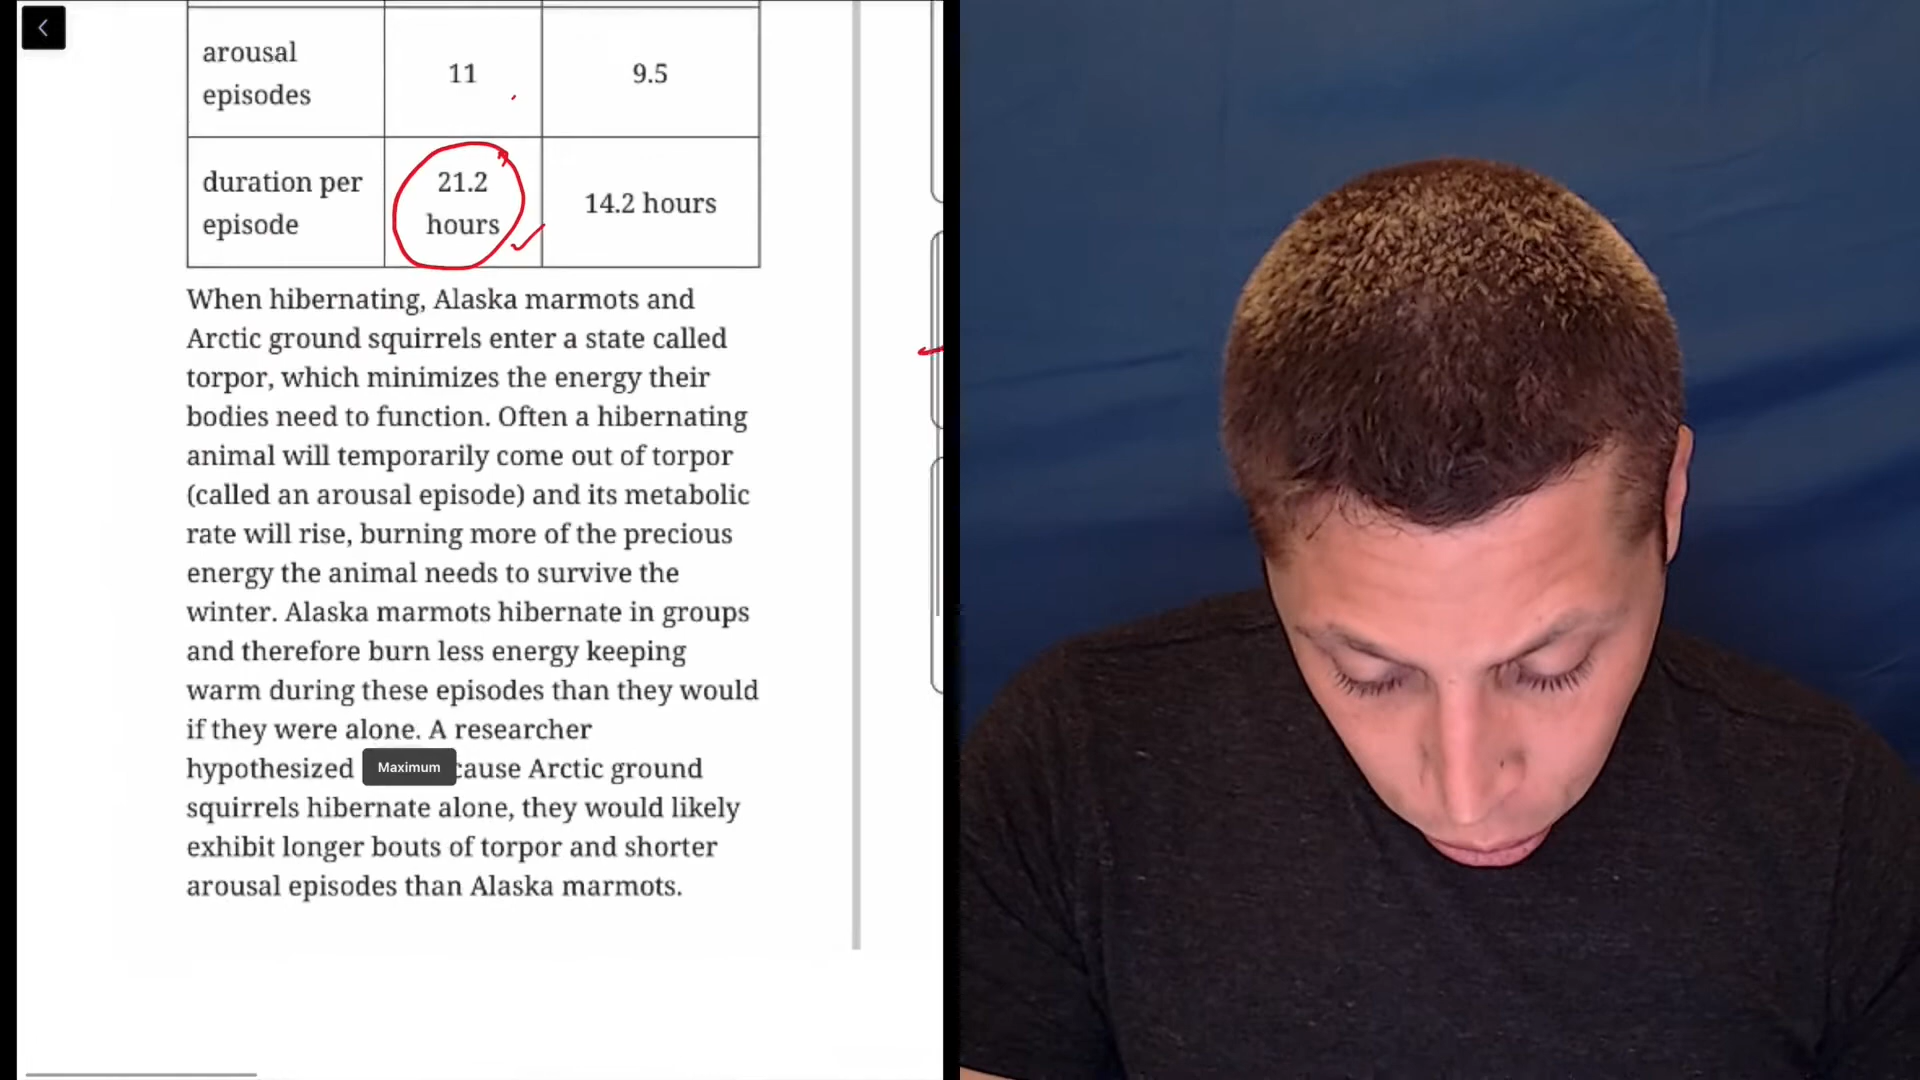 arousal
episodes
11
9.5
duration per
episode
21.2
hours
14.2 hours
When hibernating, Alaska marmots and
Arctic ground squirrels enter a state called
torpor, which minimizes the energy their
bodies need to function. Often a hibernating
animal will temporarily come out of torpor
(called an arousal episode) and its metabolic
rate will rise, burning more of the precious
energy the animal needs to survive the
winter. Alaska marmots hibernate in groups
and therefore burn less energy keeping
warm during these episodes than they would
if they were alone. A researcher
hypothesized Maximum cause Arctic ground
squirrels hibernate alone, they would likely
exhibit longer bouts of torpor and shorter
arousal episodes than Alaska marmots.